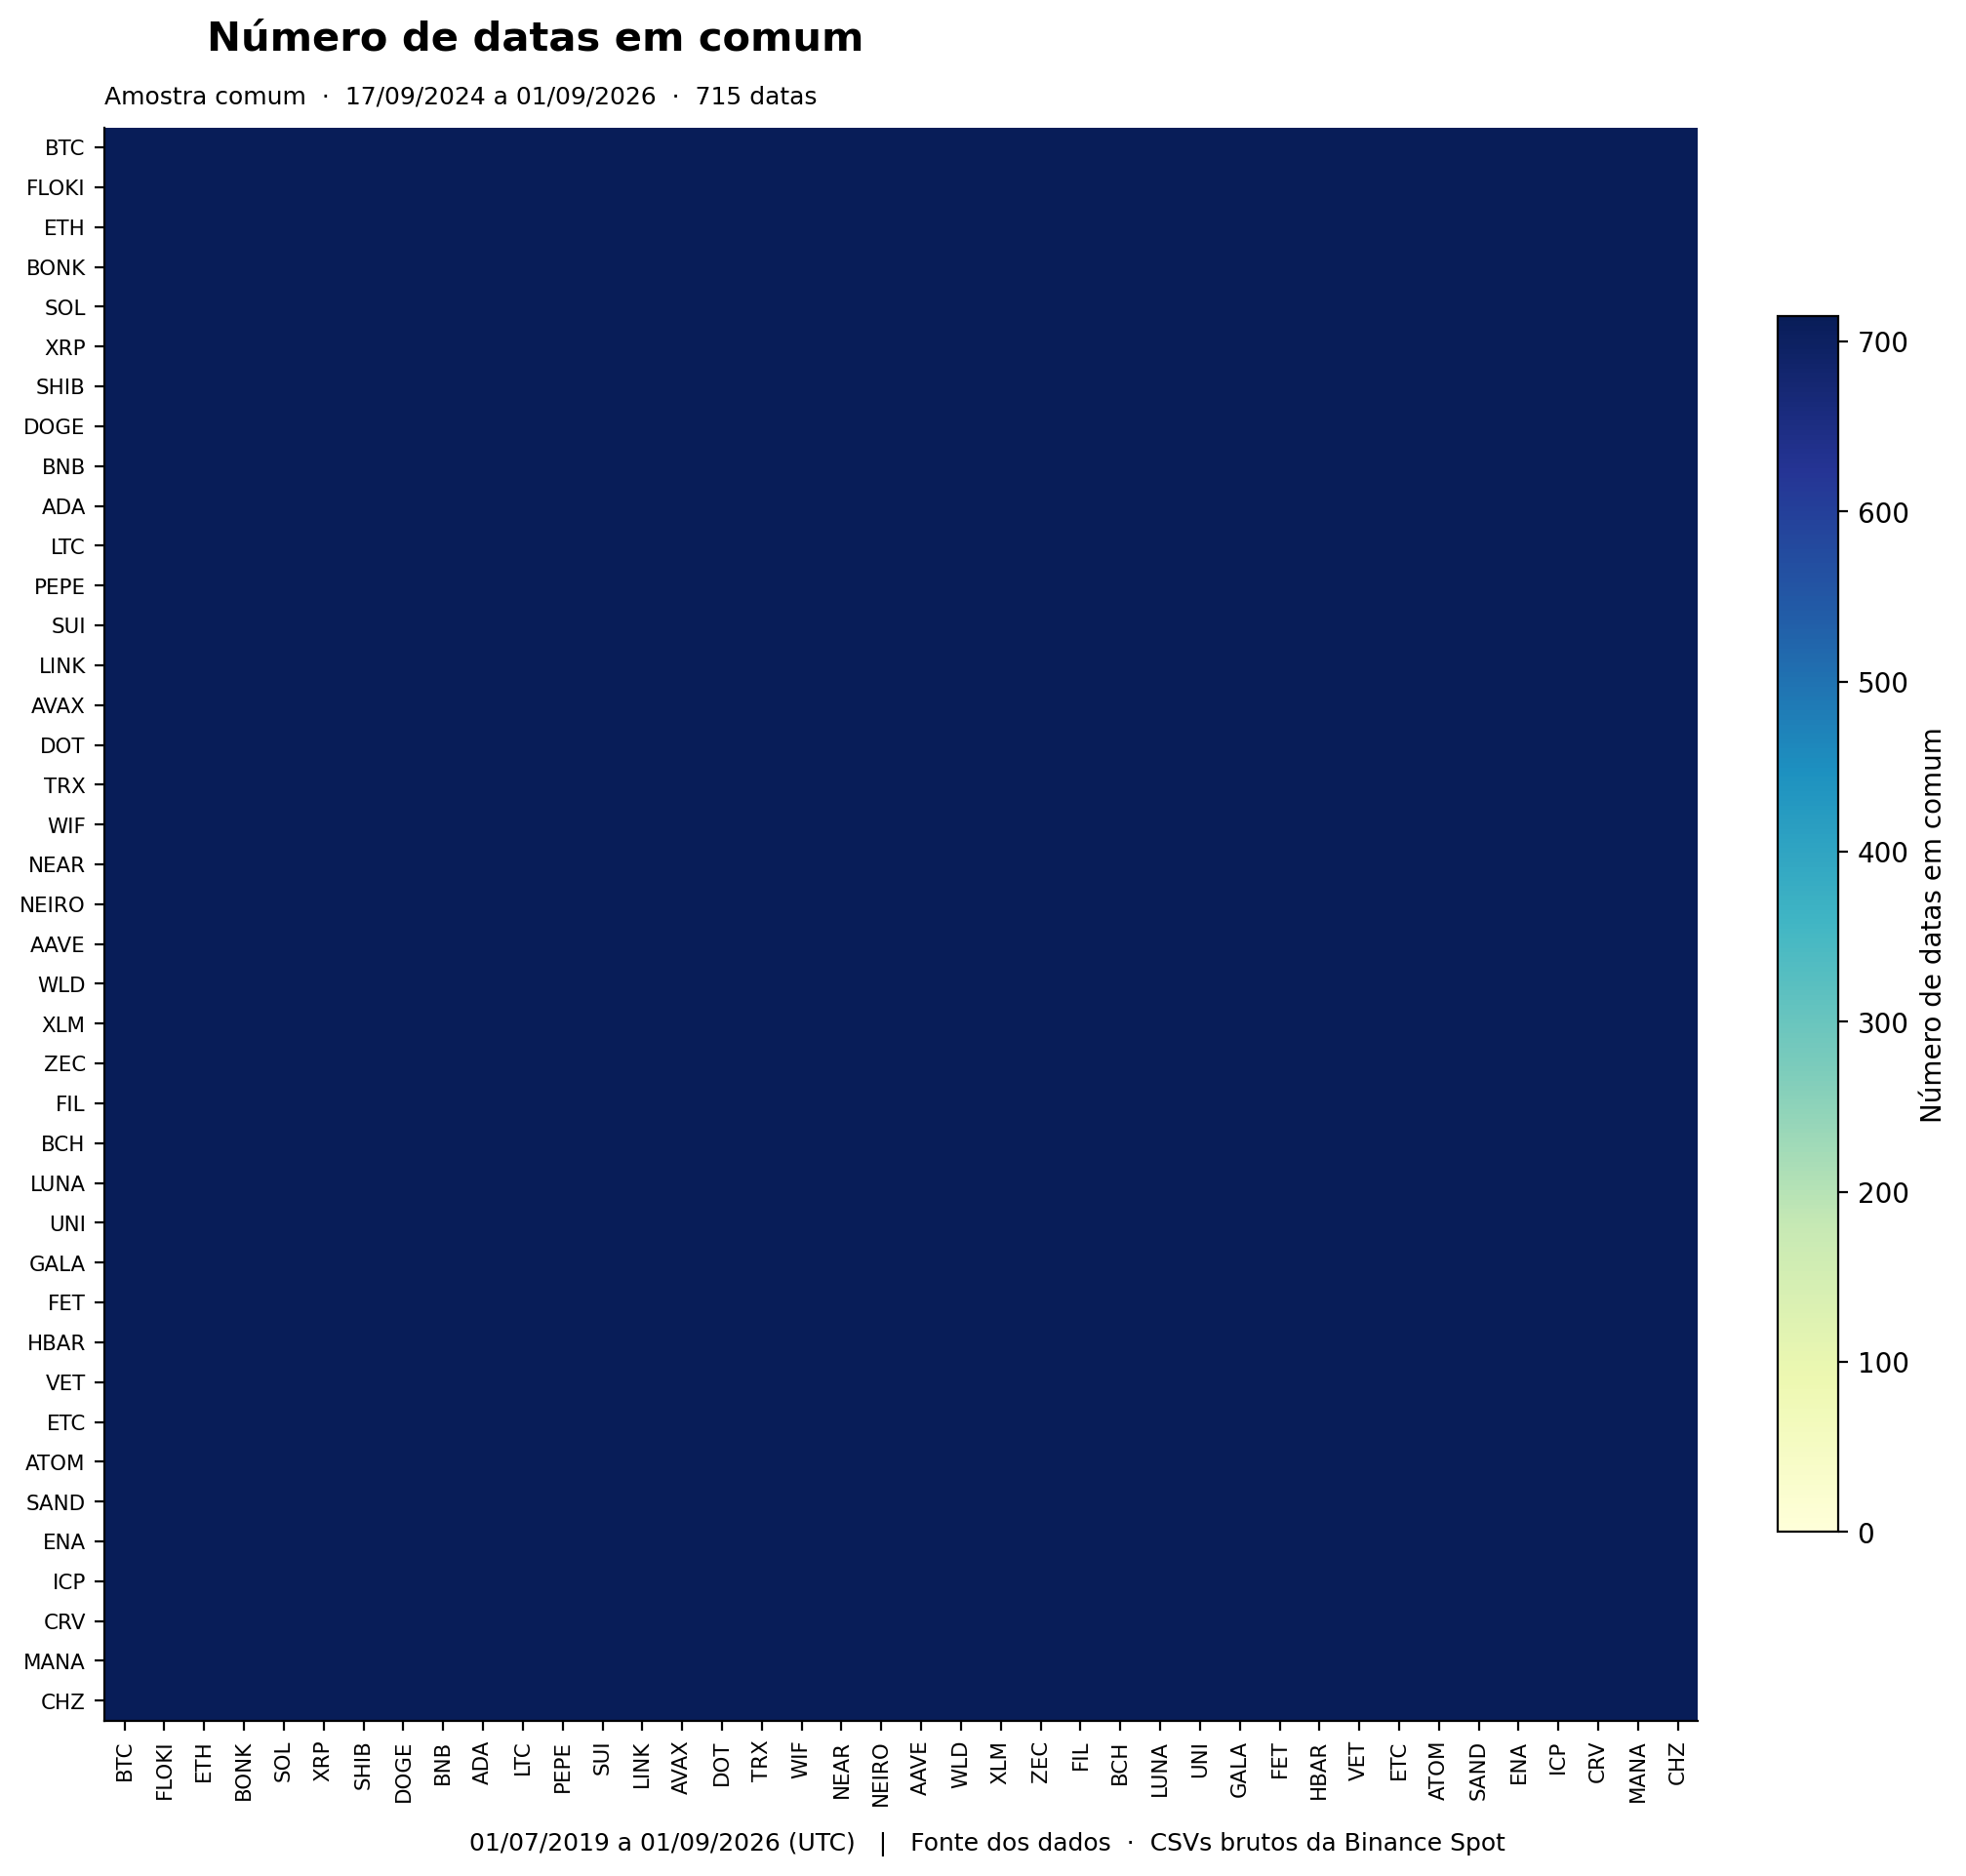 Número de datas em comum
Amostra comum · 17/09/2024 a 01/09/2026 · 715 datas
BTC
FLOKI
ETH
BONK
SOL
XRP
SHIB
DOGE
BNB
ADA
LTC
PEPE
SUI
LINK
AVAX
DOT
TRX
WIF
NEAR
NEIRO
AAVE
WLD
XLM
ZEC
FIL
BCH
LUNA
UNI
GALA
FET
HBAR
VET
ETC
ATOM
SAND
ENA
ICP
CRV
MANA
CHZ
BTC FLOKI ETH BONK SOL XRP SHIB DOGE BNB ADA LTC PEPE SUI LINK AVAX DOT TRX WIF NEAR NEIRO AAVE WLD XLM ZEC FIL BCH LUNA UNI GALA FET HBAR VET ETC ATOM SAND ENA ICP CRV MANA CHZ
700
600
500
400
300
200
100
0
Número de datas em comum
01/07/2019 a 01/09/2026 (UTC) | Fonte dos dados · CSVs brutos da Binance Spot